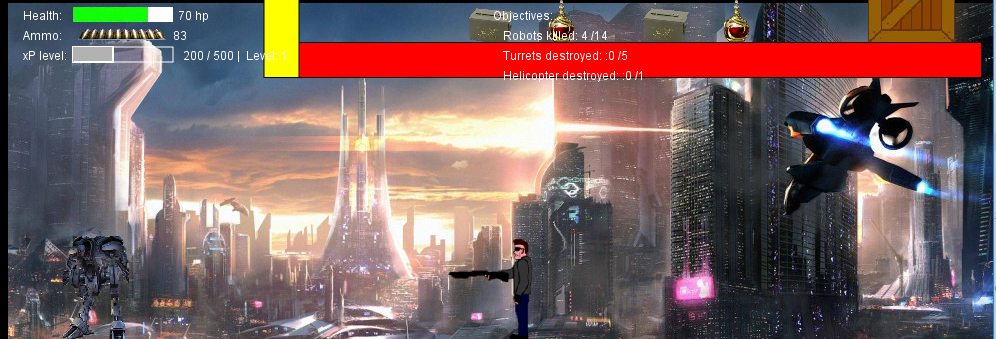 Health: 70 hp
Ammo: 83
xP level: 200 / 500 | Level: 1
Objectives:
Robots killed: 4 /14
Turrets destroyed: :0 /5
Helicopter destroyed: :0 /1